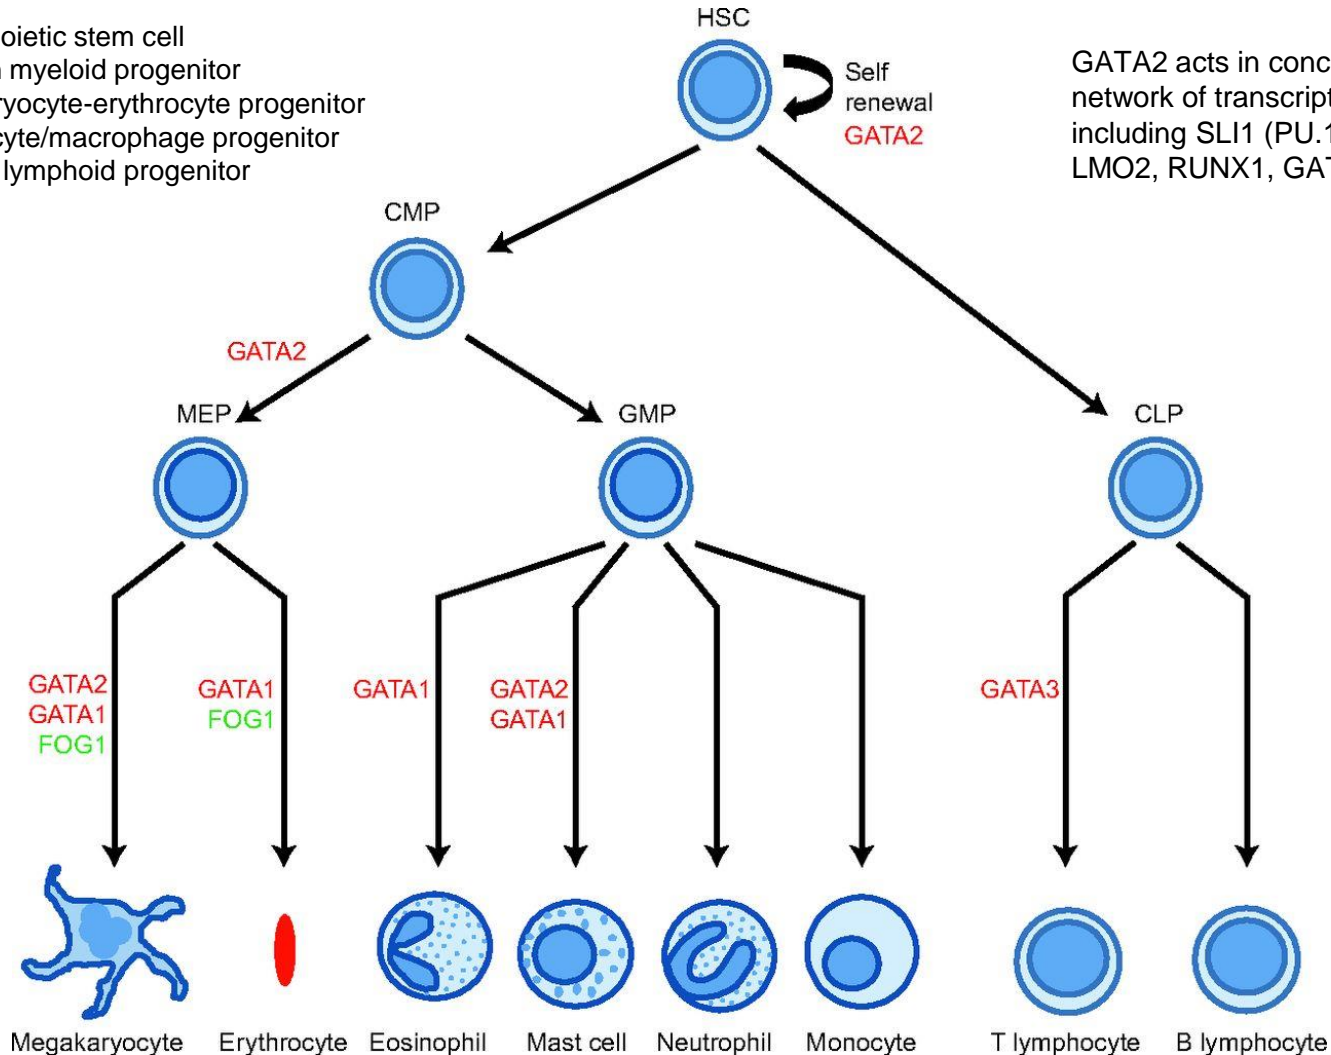 HSC
oietic stem cell
myeloid progenitor
ryocyte-erythrocyte progenitor
cyte/macrophage progenitor
lymphoid progenitor
Self
renewal
GATA2
GATA2 acts in conc
network of transcript
including SLI1 (PU.1
LMO2, RUNX1, GAT
CMP
GATA2
MEP
GMP
CLP
GATA2
GATA1
FOG1
GATA1
FOG1
GATA1
GATA2
GATA1
GATA3
Megakaryocyte
Erythrocyte
Eosinophil
Mast cell
Neutrophil
Monocyte
T lymphocyte
B lymphocyte